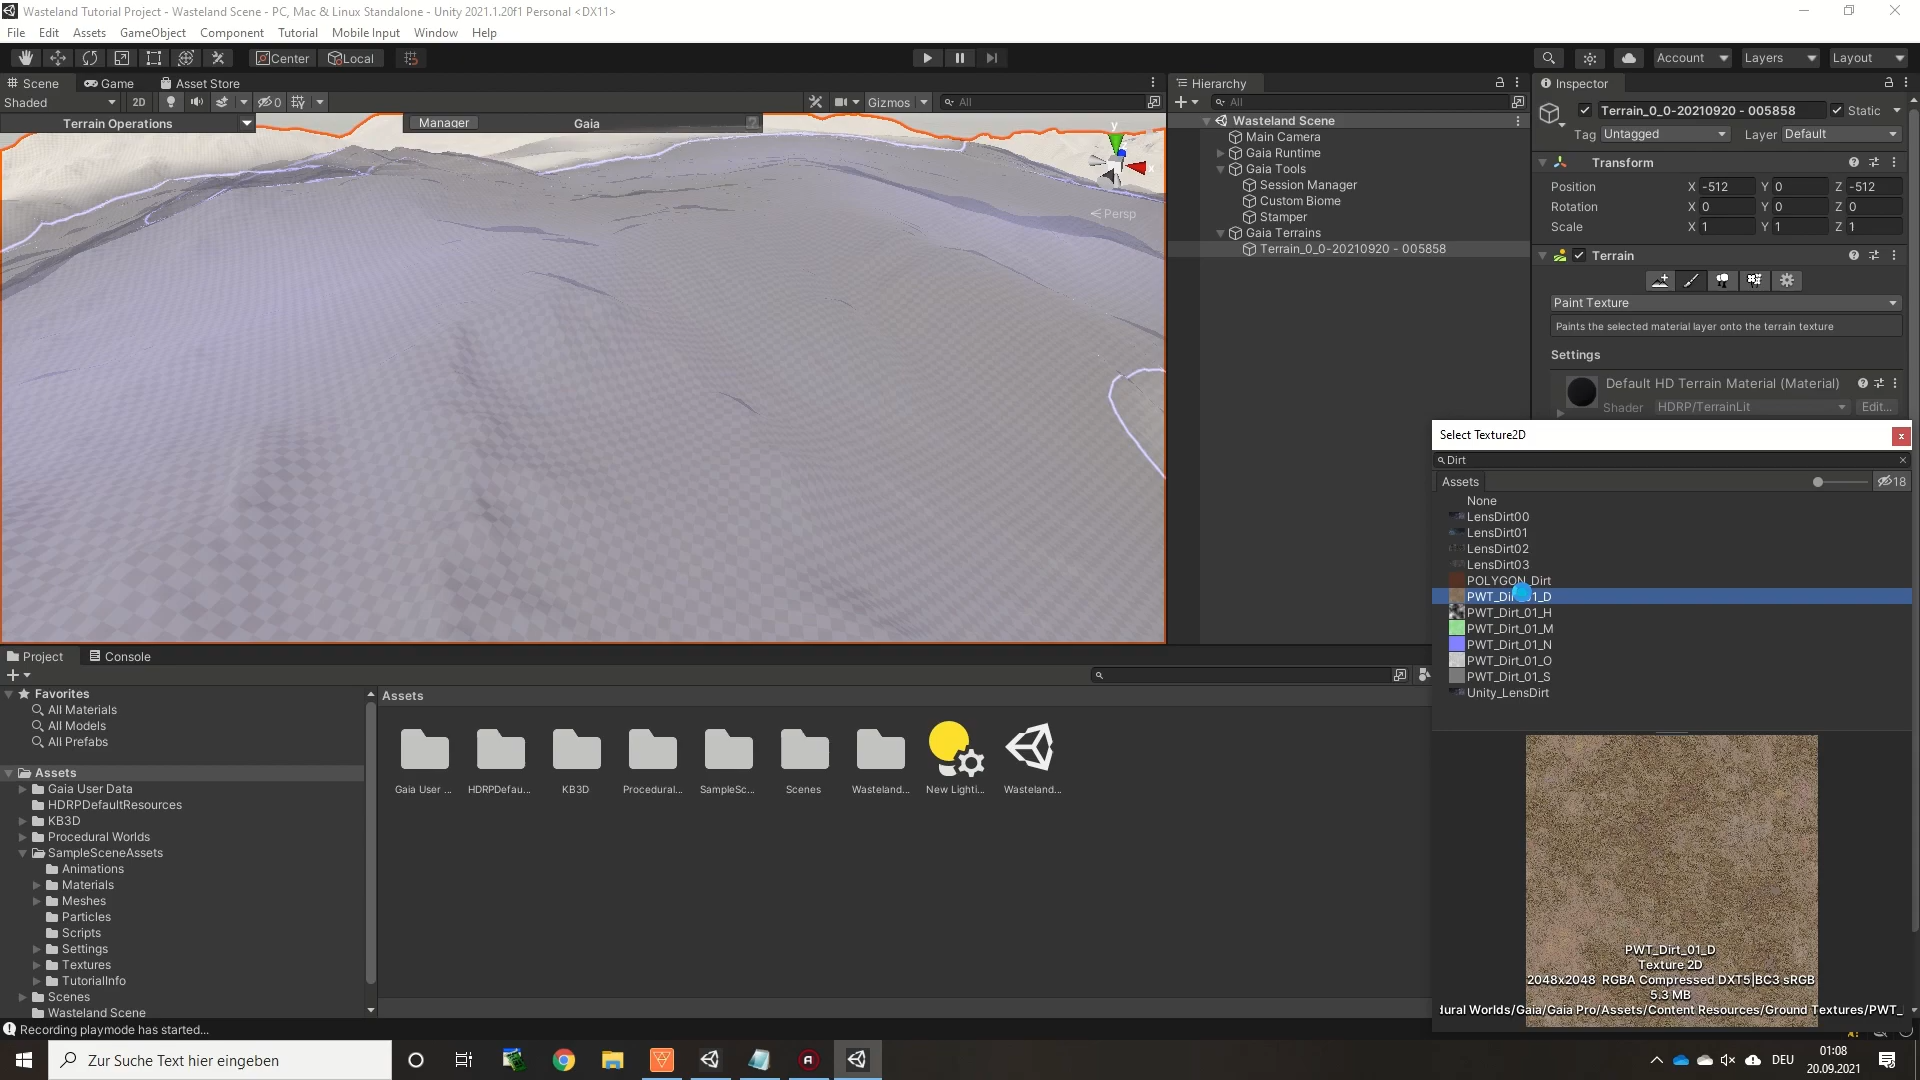 Wasteland Tutorial Project - Wasteland Scene - PC, Mac & Linux Standalone - Unity 2021.1.20f1 Personal <DX11>
File Edit Assets GameObject Component Tutorial Mobile Input Window Help
Center Local
Account Layers Layout
Scene Game Asset Store
Shaded 2D 0 Gizmos All
Terrain Operations
Manager Gaia
y
x
Persp
Hierarchy
All
Wasteland Scene
Main Camera
Gaia Runtime
Gaia Tools
Session Manager
Custom Biome
Stamper
Gaia Terrains
Terrain_0_0-20210920 - 005858
Inspector
Terrain_0_0-20210920 - 005858 Static
Tag Untagged Layer Default
Transform
Position X -512 Y 0 Z -512
Rotation X 0 Y 0 Z 0
Scale X 1 Y 1 Z 1
Terrain
Paint Texture
Paints the selected material layer onto the terrain texture
Settings
Default HD Terrain Material (Material)
Shader HDRP/TerrainLit Edit...
Select Texture2D
Dirt
Assets 18
None
LensDirt00
LensDirt01
LensDirt02
LensDirt03
POLYGON_Dirt
PWT_Dirt_01_D
PWT_Dirt_01_H
PWT_Dirt_01_M
PWT_Dirt_01_N
PWT_Dirt_01_O
PWT_Dirt_01_S
Unity_LensDirt
PWT_Dirt_01_D
Texture 2D
2048x2048 RGBA Compressed DXT5|BC3 sRGB
5.3 MB
dural Worlds/Gaia/Gaia Pro/Assets/Content Resources/Ground Textures/PWT_
Project Console
Favorites
All Materials
All Models
All Prefabs
Assets
Gaia User Data
HDRPDefaultResources
KB3D
Procedural Worlds
SampleSceneAssets
Animations
Materials
Meshes
Particles
Scripts
Settings
Textures
TutorialInfo
Scenes
Wasteland Scene
Assets
Gaia User ... HDRPDefau... KB3D Procedural... SampleSc... Scenes Wasteland... New Lighti... Wasteland...
Recording playmode has started...
Zur Suche Text hier eingeben
DEU
01:08
20.09.2021